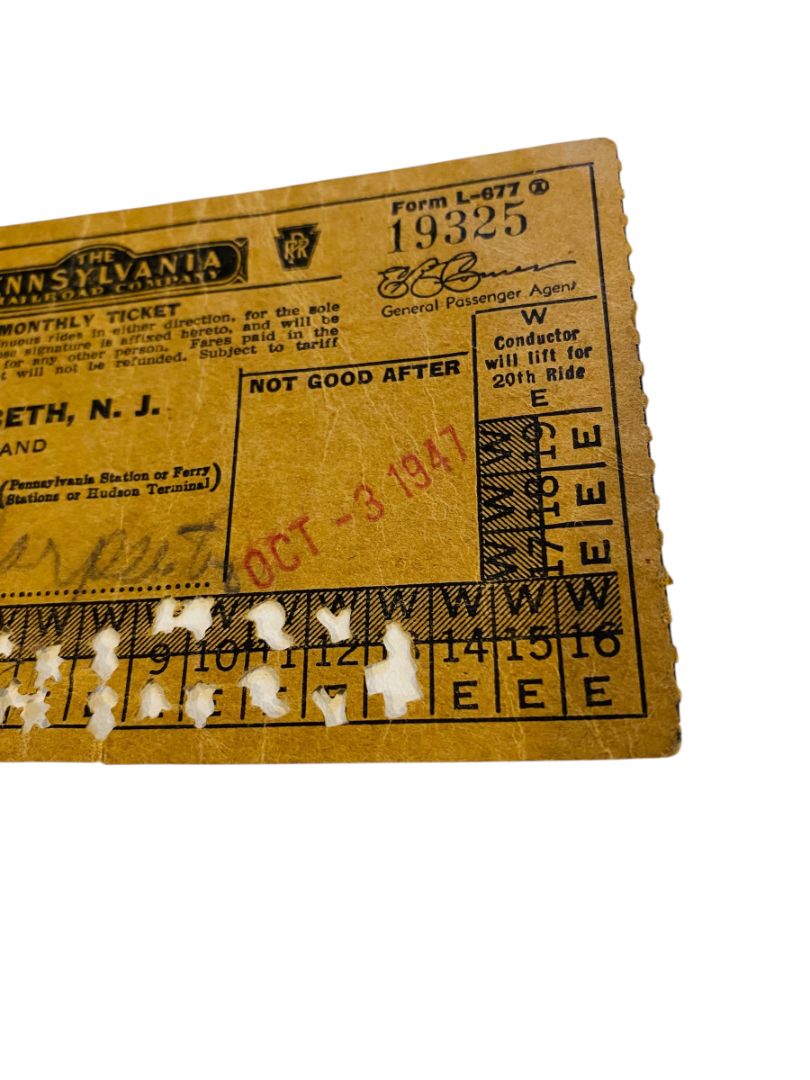 Form L-677
19325
THE
NNSYLVANIA
RAILROAD COMPANY
PRR
General Passenger Agent
MONTHLY TICKET
nuous rides in either direction, for the sole
se signature is affixed hereto, and will be
for any other person. Fares paid in the
t will not be refunded. Subject to tariff
W
Conductor
will lift for
20th Ride
E
NOT GOOD AFTER
BETH, N. J.
AND
(Pennsylvania Station or Ferry
Stations or Hudson Terminal)
OCT - 3 1947
W 19 E
W 18 E
W 17 E
W W W W W W W
9 10 11 12 14 15 16
E E E